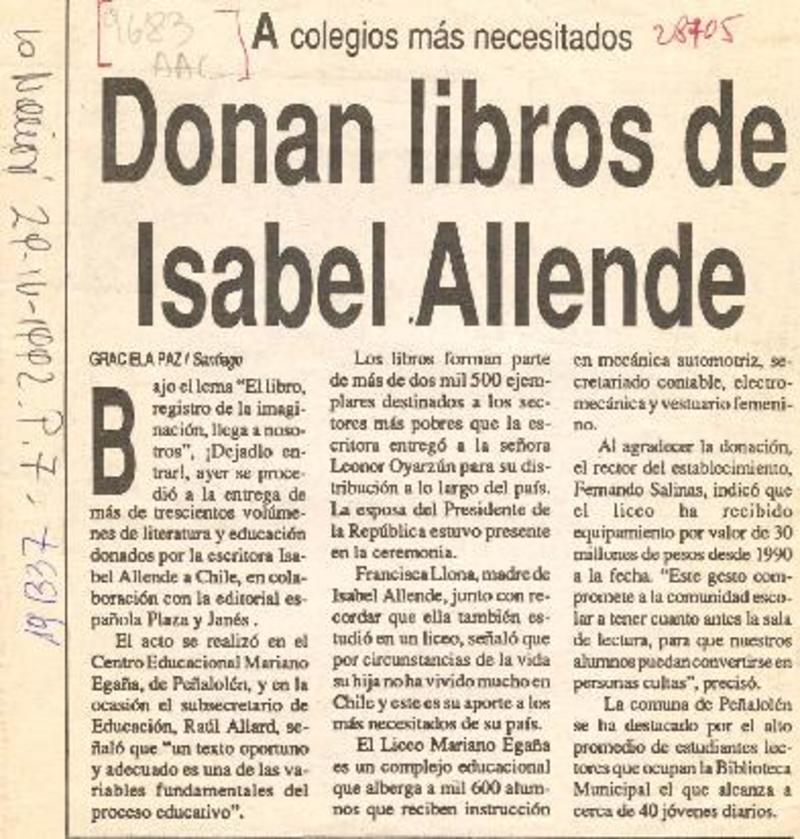 9683
AAC
A colegios más necesitados
28705
Donan libros de
Isabel Allende
GRACIELA PAZ / Santiago
Bajo el lema "El libro,
registro de la imagi-
nación, llega a noso-
tros", ¡Dejadlo en-
trar!, ayer se proce-
dió a la entrega de
más de trescientos volúme-
nes de literatura y educación
donados por la escritora Isa-
bel Allende a Chile, en cola-
boración con la editorial es-
pañola Plaza y Janés .
El acto se realizó en el
Centro Educacional Mariano
Egaña, de Peñalolén, y en la
ocasión el subsecretario de
Educación, Raúl Allard, se-
ñaló que "un texto oportuno
y adecuado es una de las va-
riables fundamentales del
proceso educativo".
Los libros forman parte
de más de dos mil 500 ejem-
plares destinados a los sec-
tores más pobres que la es-
critora entregó a la señora
Leonor Oyarzún para su dis-
tribución a lo largo del país.
La esposa del Presidente de
la República estuvo presente
en la ceremonia.
Francisca Llona, madre de
Isabel Allende, junto con re-
cordar que ella también es-
tudió en un liceo, señaló que
por circunstancias de la vida
su hija no ha vivido mucho en
Chile y este es su aporte a los
más necesitados de su país.
El Liceo Mariano Egaña
es un complejo educacional
que alberga a mil 600 alum-
nos que reciben instrucción
en mecánica automotriz, se-
cretariado contable, electro-
mecánica y vestuario femeni-
no.
Al agradecer la donación,
el rector del establecimiento,
Fernando Salinas, indicó que
el liceo ha recibido
equipamiento por valor de 30
millones de pesos desde 1990
a la fecha. "Este gesto com-
promete a la comunidad esco-
lar a tener cuanto antes la sala
de lectura, para que nuestros
alumnos puedan convertirse en
personas cultas", precisó.
La comuna de Peñalolén
se ha destacado por el alto
promedio de estudiantes lec-
tores que ocupan la Biblioteca
Municipal el que alcanza a
cerca de 40 jóvenes diarios.
La Nación 29-IV-1992. P.7.
191337